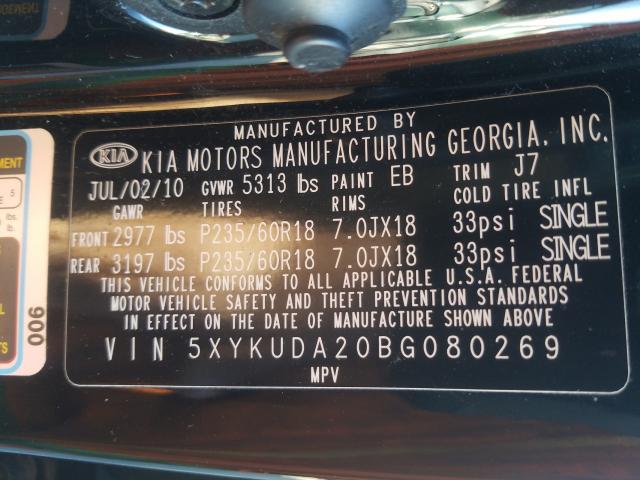 MANUFACTURED BY
KIA KIA MOTORS MANUFACTURING GEORGIA, INC.
JUL/02/10 GVWR 5313 lbs PAINT EB TRIM J7
GAWR TIRES RIMS COLD TIRE INFL
FRONT 2977 lbs P235/60R18 7.0JX18 33psi SINGLE
REAR 3197 lbs P235/60R18 7.0JX18 33psi SINGLE
THIS VEHICLE CONFORMS TO ALL APPLICABLE U.S.A. FEDERAL
MOTOR VEHICLE SAFETY AND THEFT PREVENTION STANDARDS
IN EFFECT ON THE DATE OF MANUFACTURE SHOWN ABOVE
VIN 5XYKUDA20BG080269
MPV
5
lbs.
006